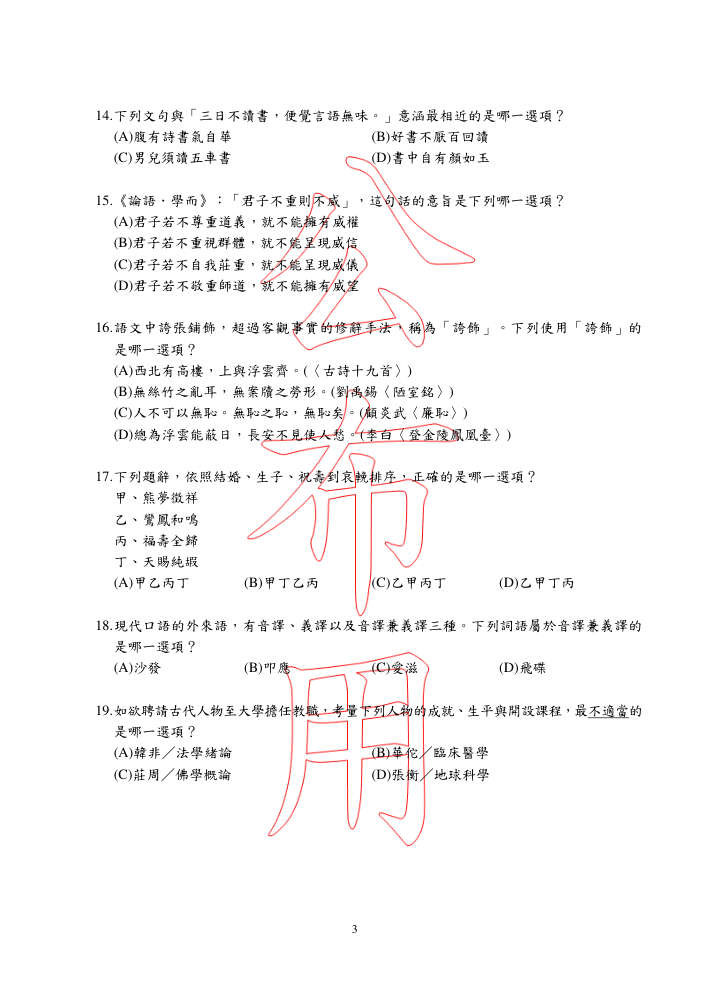 14.下列文句與「三日不讀書，便覺言語無味。」意涵最相近的是哪一選項？
(A)腹有詩書氣自華 (B)好書不厭百回讀
(C)男兒須讀五車書 (D)書中自有顏如玉
15.《論語．學而》：「君子不重則不威」，這句話的意旨是下列哪一選項？
(A)君子若不尊重道義，就不能擁有威權
(B)君子若不重視群體，就不能呈現威信
(C)君子若不自我莊重，就不能呈現威儀
(D)君子若不敬重師道，就不能擁有威望
16.語文中誇張鋪飾，超過客觀事實的修辭手法，稱為「誇飾」。下列使用「誇飾」的
是哪一選項？
(A)西北有高樓，上與浮雲齊。(〈古詩十九首〉)
(B)無絲竹之亂耳，無案牘之勞形。(劉禹錫〈陋室銘〉)
(C)人不可以無恥。無恥之恥，無恥矣。(顧炎武〈廉恥〉)
(D)總為浮雲能蔽日，長安不見使人愁。(李白〈登金陵鳳凰臺〉)
17.下列題辭，依照結婚、生子、祝壽到哀輓排序，正確的是哪一選項？
甲、熊夢徵祥
乙、鸞鳳和鳴
丙、福壽全歸
丁、天賜純嘏
(A)甲乙丙丁 (B)甲丁乙丙 (C)乙甲丙丁 (D)乙甲丁丙
18.現代口語的外來語，有音譯、義譯以及音譯兼義譯三種。下列詞語屬於音譯兼義譯的
是哪一選項？
(A)沙發 (B)叩應 (C)愛滋 (D)飛碟
19.如欲聘請古代人物至大學擔任教職，考量下列人物的成就、生平與開設課程，最不適當的
是哪一選項？
(A)韓非／法學緒論 (B)華佗／臨床醫學
(C)莊周／佛學概論 (D)張衡／地球科學
公布用
3